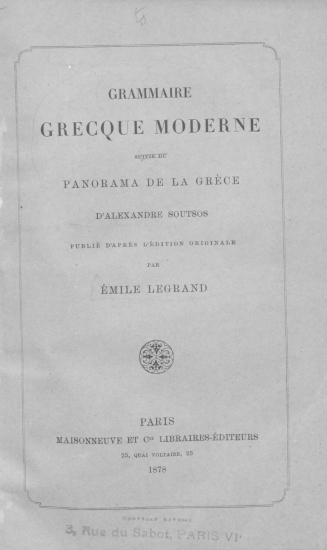 GRAMMAIRE
GRECQUE MODERNE
SUIVIE DU
PANORAMA DE LA GRÈCE
D'ALEXANDRE SOUTSOS
PUBLIÉ D'APRÈS L'ÉDITION ORIGINALE
PAR
ÉMILE LEGRAND
PARIS
MAISONNEUVE ET Cie LIBRAIRES-ÉDITEURS
25, QUAI VOLTAIRE, 25
1878
3, Rue du Sabot, PARIS VIe